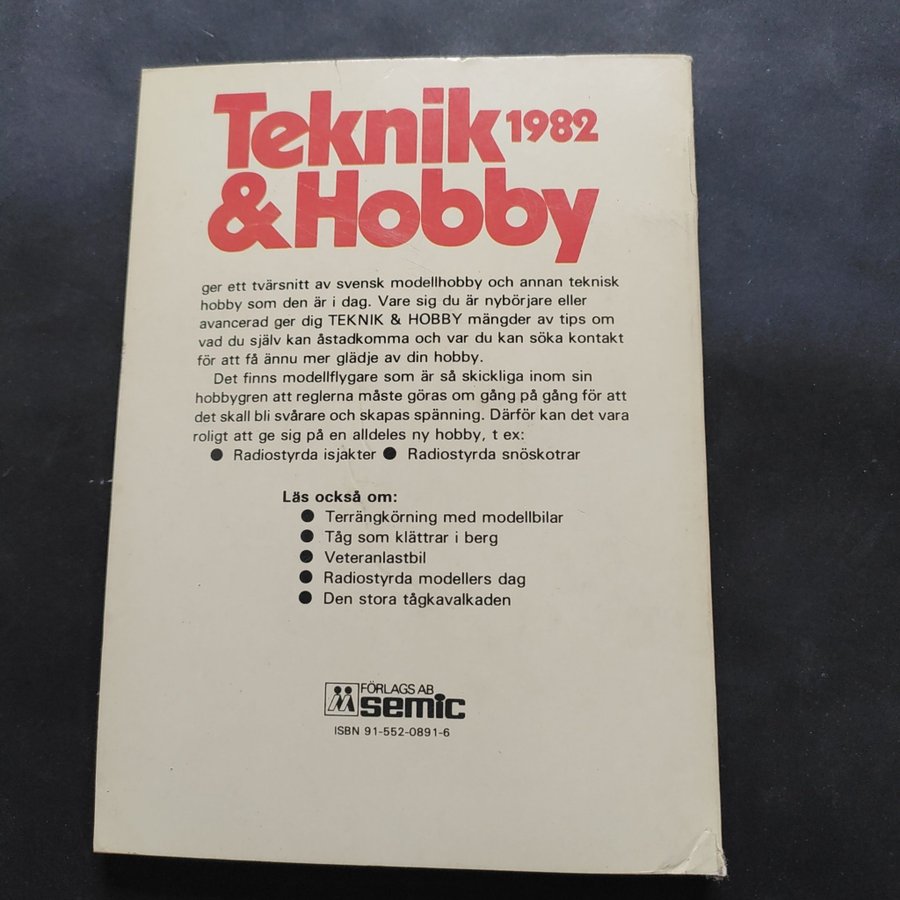 Teknik 1982
& Hobby
ger ett tvärsnitt av svensk modellhobby och annan teknisk
hobby som den är i dag. Vare sig du är nybörjare eller
avancerad ger dig TEKNIK & HOBBY mängder av tips om
vad du själv kan åstadkomma och var du kan söka kontakt
för att få ännu mer glädje av din hobby.
Det finns modellflygare som är så skickliga inom sin
hobbygren att reglerna måste göras om gång på gång för att
det skall bli svårare och skapas spänning. Därför kan det vara
roligt att ge sig på en alldeles ny hobby, t ex:
● Radiostyrda isjakter ● Radiostyrda snöskotrar
Läs också om:
● Terrängkörning med modellbilar
● Tåg som klättrar i berg
● Veteranlastbil
● Radiostyrda modellers dag
● Den stora tågkavalkaden
FÖRLAGS AB
semic
ISBN 91-552-0891-6